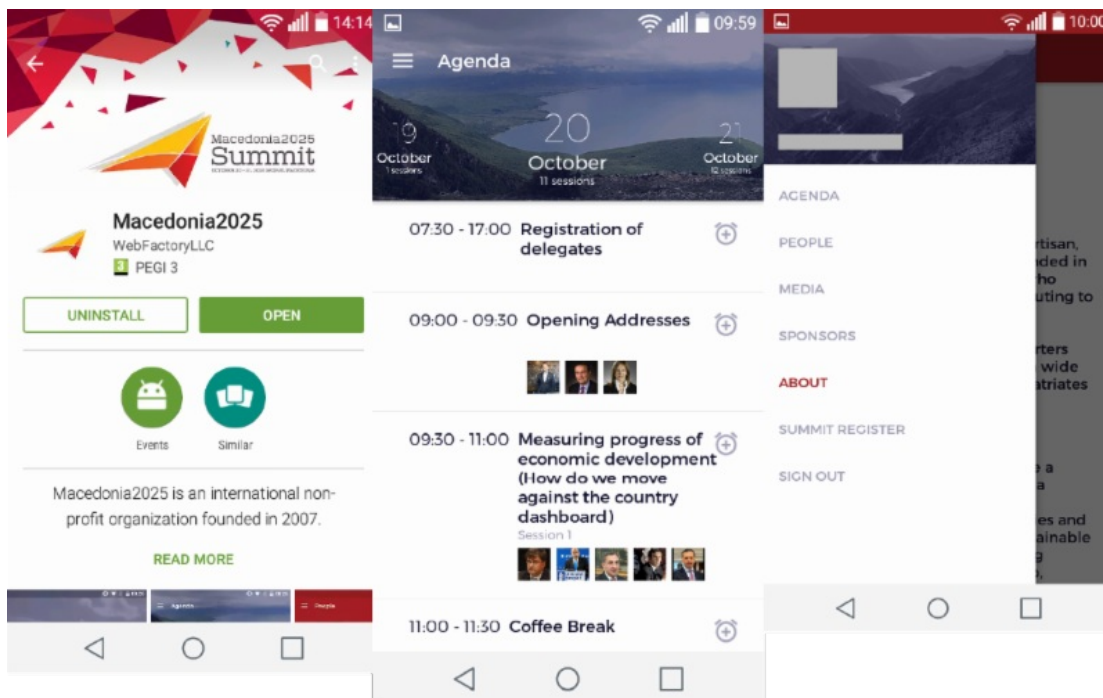 14:14
Macedonia2025
Summit
Macedonia2025
WebFactoryLLC
3 PEGI 3
UNINSTALL
OPEN
Events
Similar
Macedonia2025 is an international non-
profit organization founded in 2007.
READ MORE
Agenda
People
09:59
Agenda
19
October
1 sessions
20
October
11 sessions
21
October
12 sessions
07:30 - 17:00 Registration of
delegates
09:00 - 09:30 Opening Addresses
09:30 - 11:00 Measuring progress of
economic development
(How do we move
against the country
dashboard)
Session 1
11:00 - 11:30 Coffee Break
10:00
AGENDA
PEOPLE
MEDIA
SPONSORS
ABOUT
SUMMIT REGISTER
SIGN OUT
rtisan,
ded in
ho
uting to
rters
wide
atriates
e a
a
es and
ainable
g